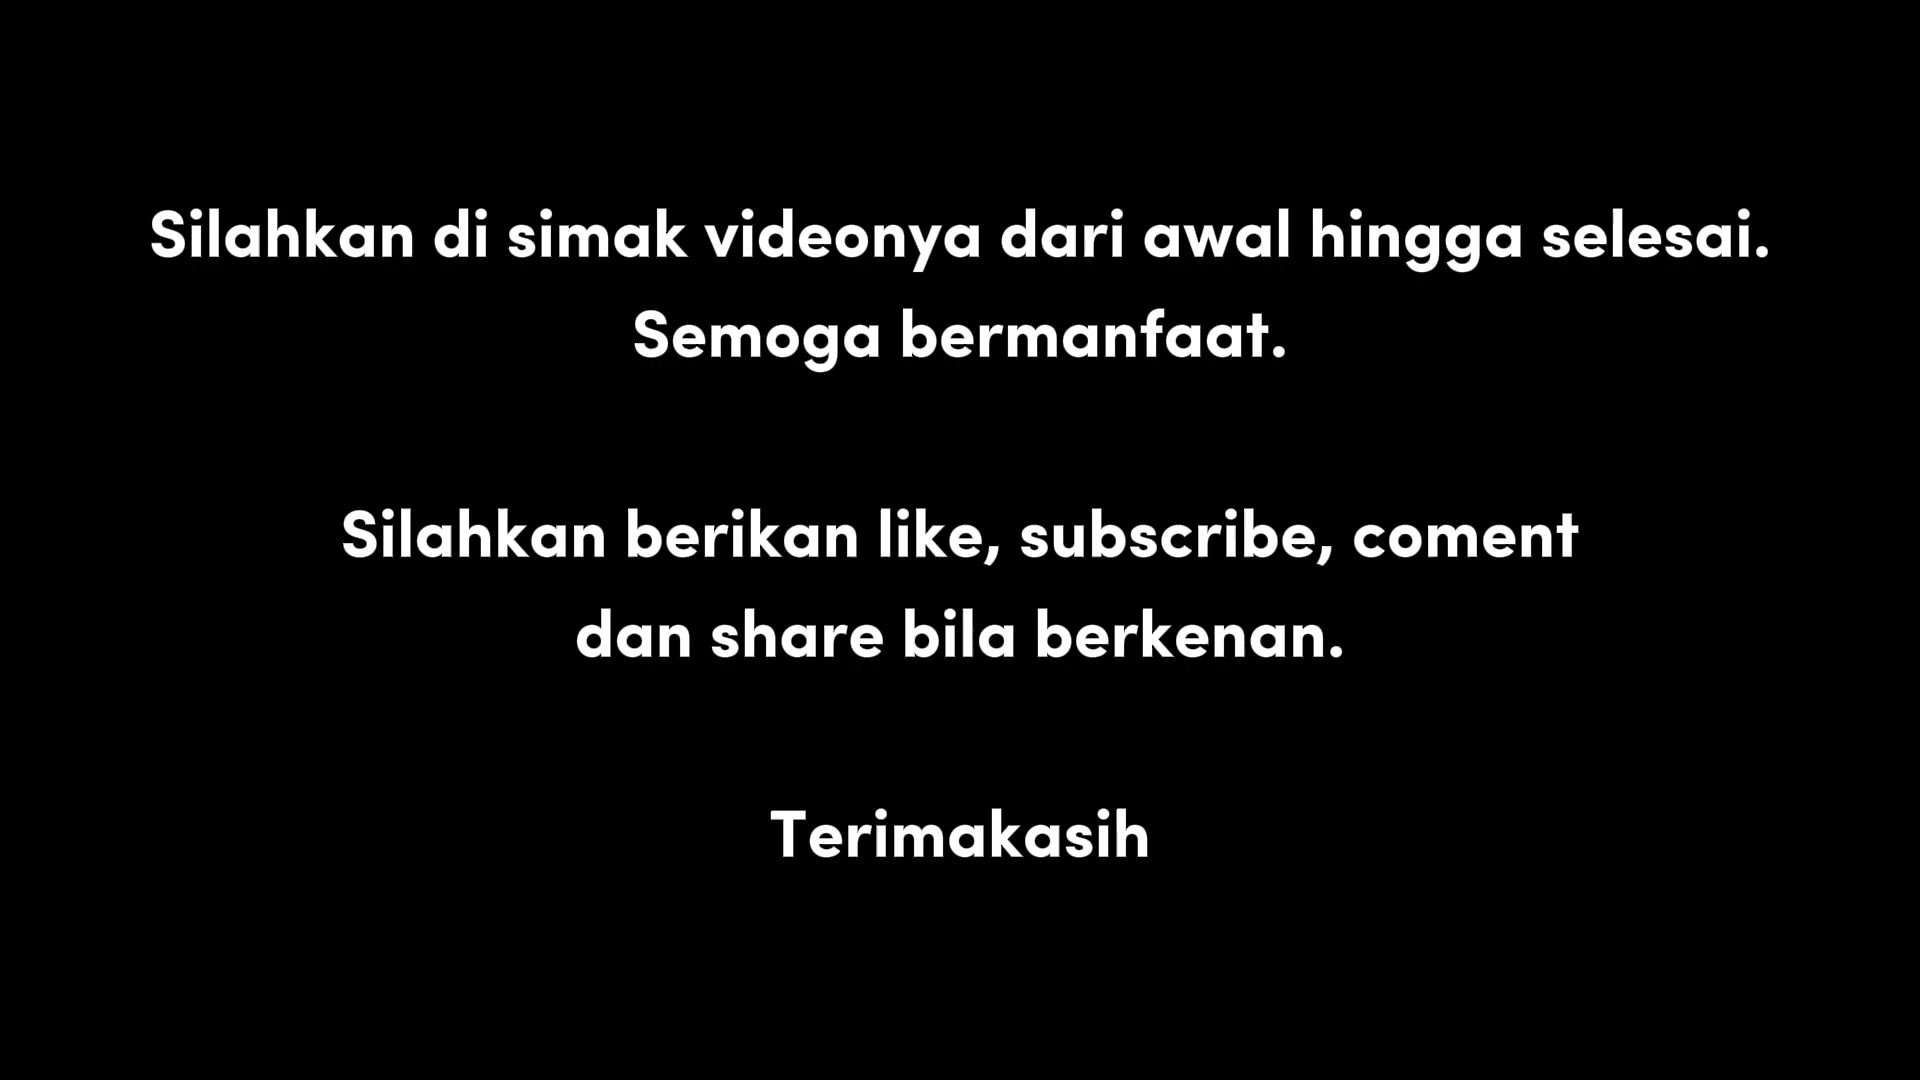 Silahkan di simak videonya dari awal hingga selesai.
Semoga bermanfaat.
Silahkan berikan like, subscribe, coment
dan share bila berkenan.
Terimakasih